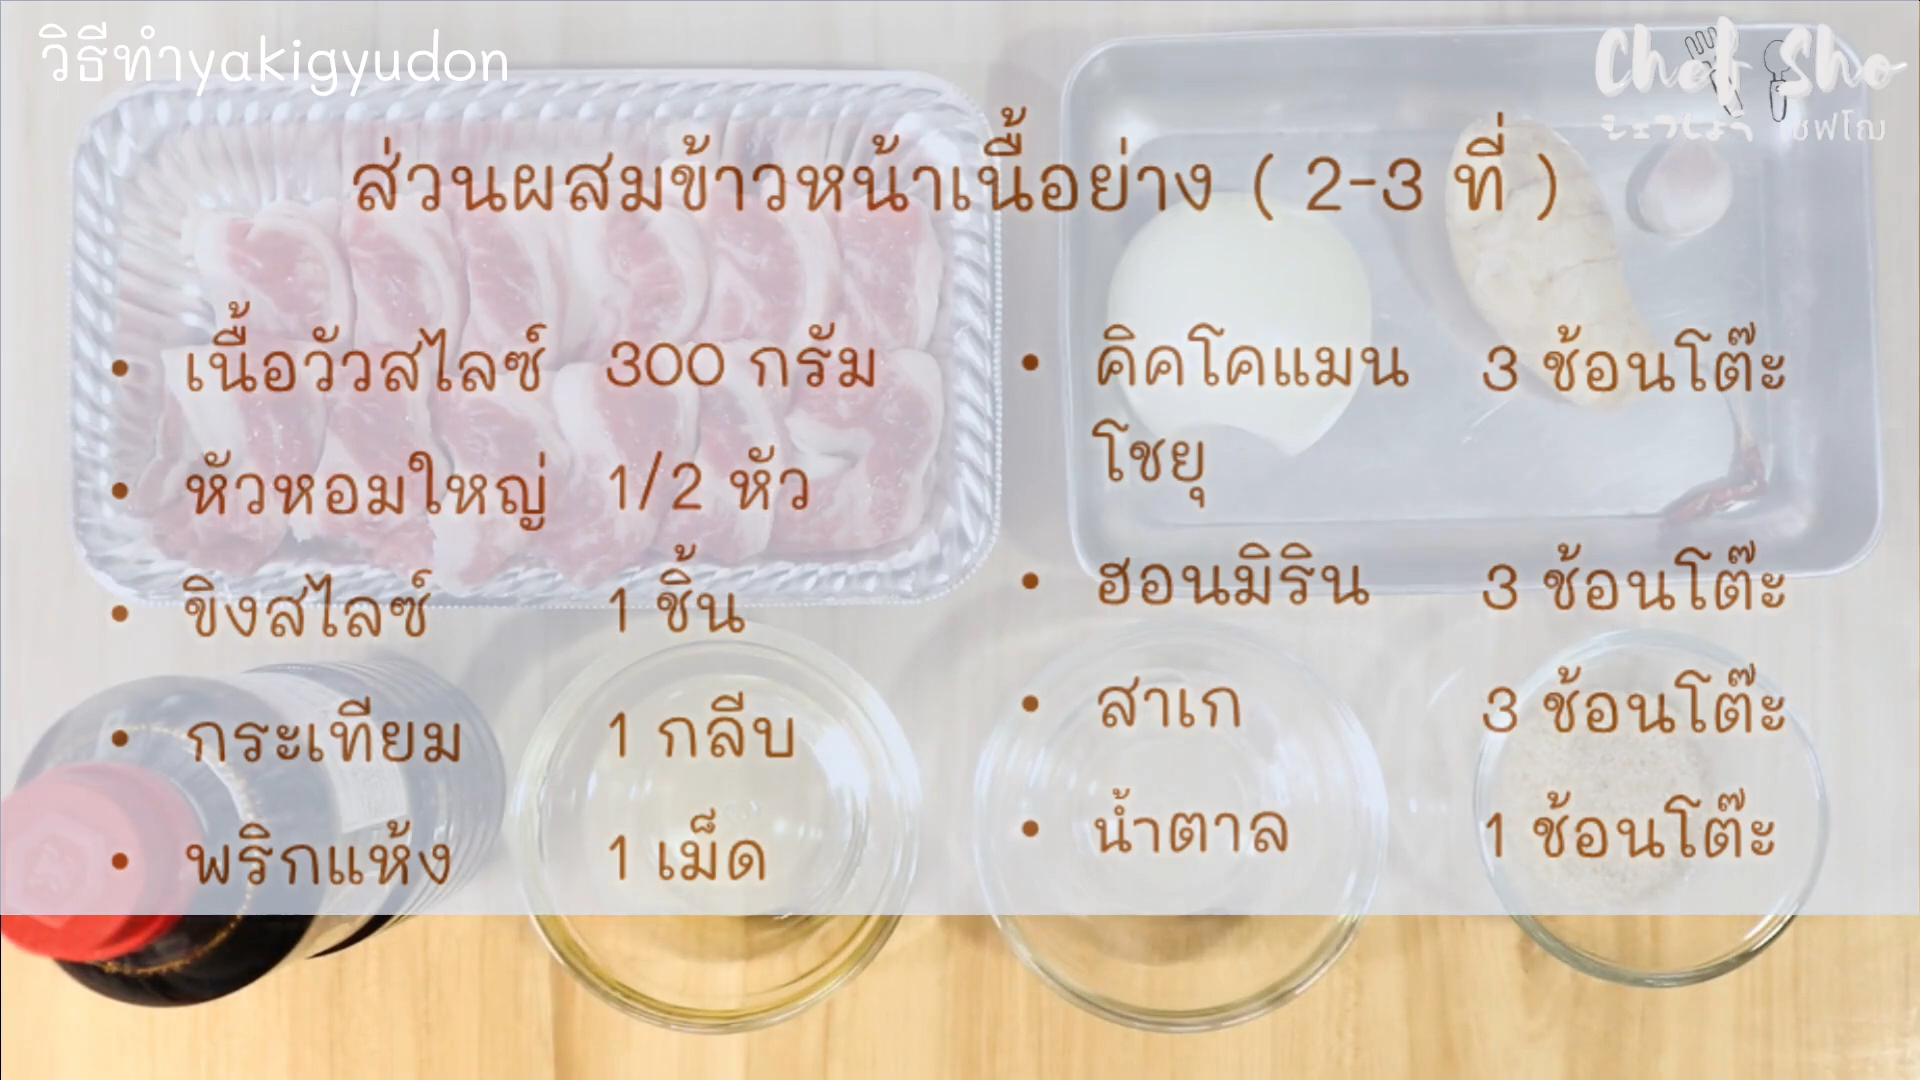 วิธีทำyakigyudon
Chef Sho
シェフしょう เชฟโฌ
ส่วนผสมข้าวหน้าเนื้อย่าง ( 2-3 ที่ )
• เนื้อวัวสไลซ์ 300 กรัม
• หัวหอมใหญ่ 1/2 หัว
• ขิงสไลซ์ 1 ชิ้น
• กระเทียม 1 กลีบ
• พริกแห้ง 1 เม็ด
• คิคโคแมน 3 ช้อนโต๊ะ
โชยุ
• ฮอนมิริน 3 ช้อนโต๊ะ
• สาเก 3 ช้อนโต๊ะ
• น้ำตาล 1 ช้อนโต๊ะ